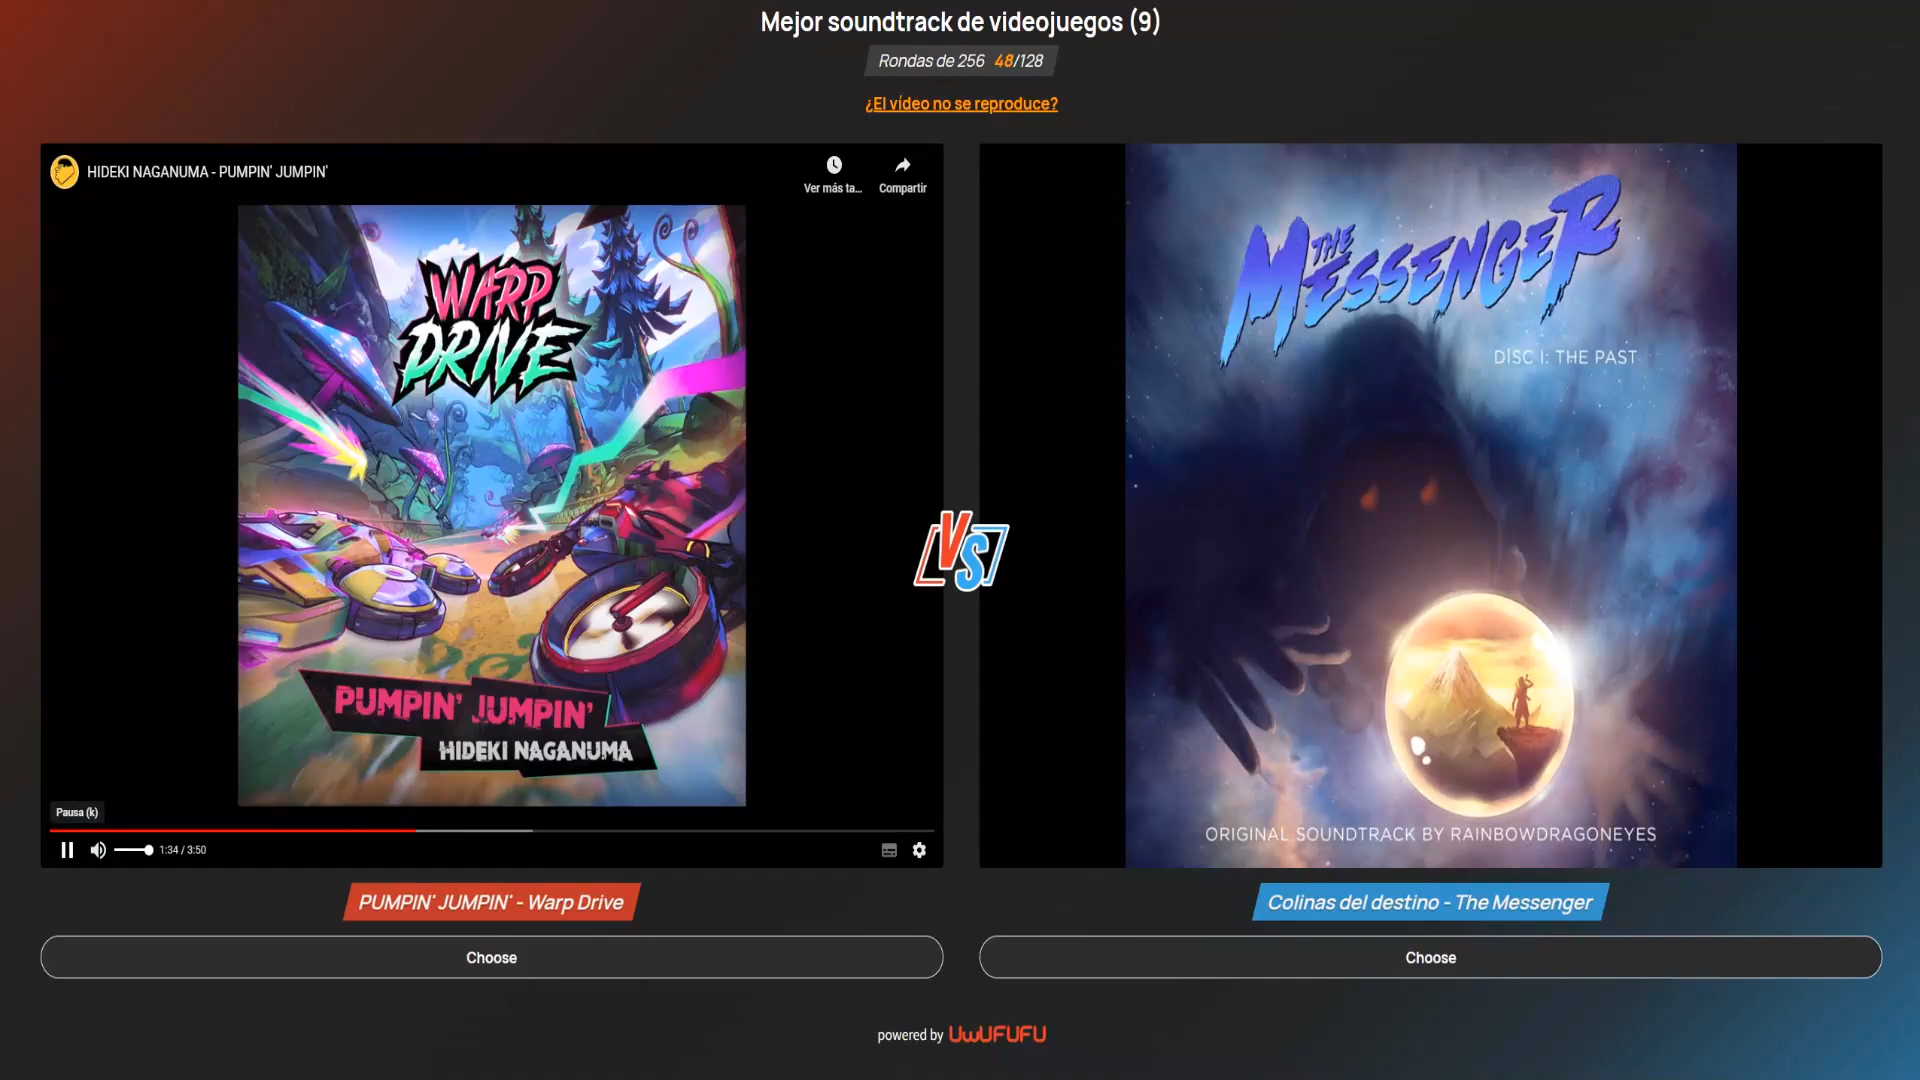 Mejor soundtrack de videojuegos (9)
Rondas de 256 48/128
¿El vídeo no se reproduce?
HIDEKI NAGANUMA - PUMPIN' JUMPIN'
Ver más ta...
Compartir
WARP
DRIVE
PUMPIN' JUMPIN'
HIDEKI NAGANUMA
Pausa (k)
1:34 / 3:50
VS
THE
MESSENGER
DISC I: THE PAST
ORIGINAL SOUNDTRACK BY RAINBOWDRAGONEYES
PUMPIN' JUMPIN' - Warp Drive
Colinas del destino - The Messenger
Choose
Choose
powered by UwUFUFU